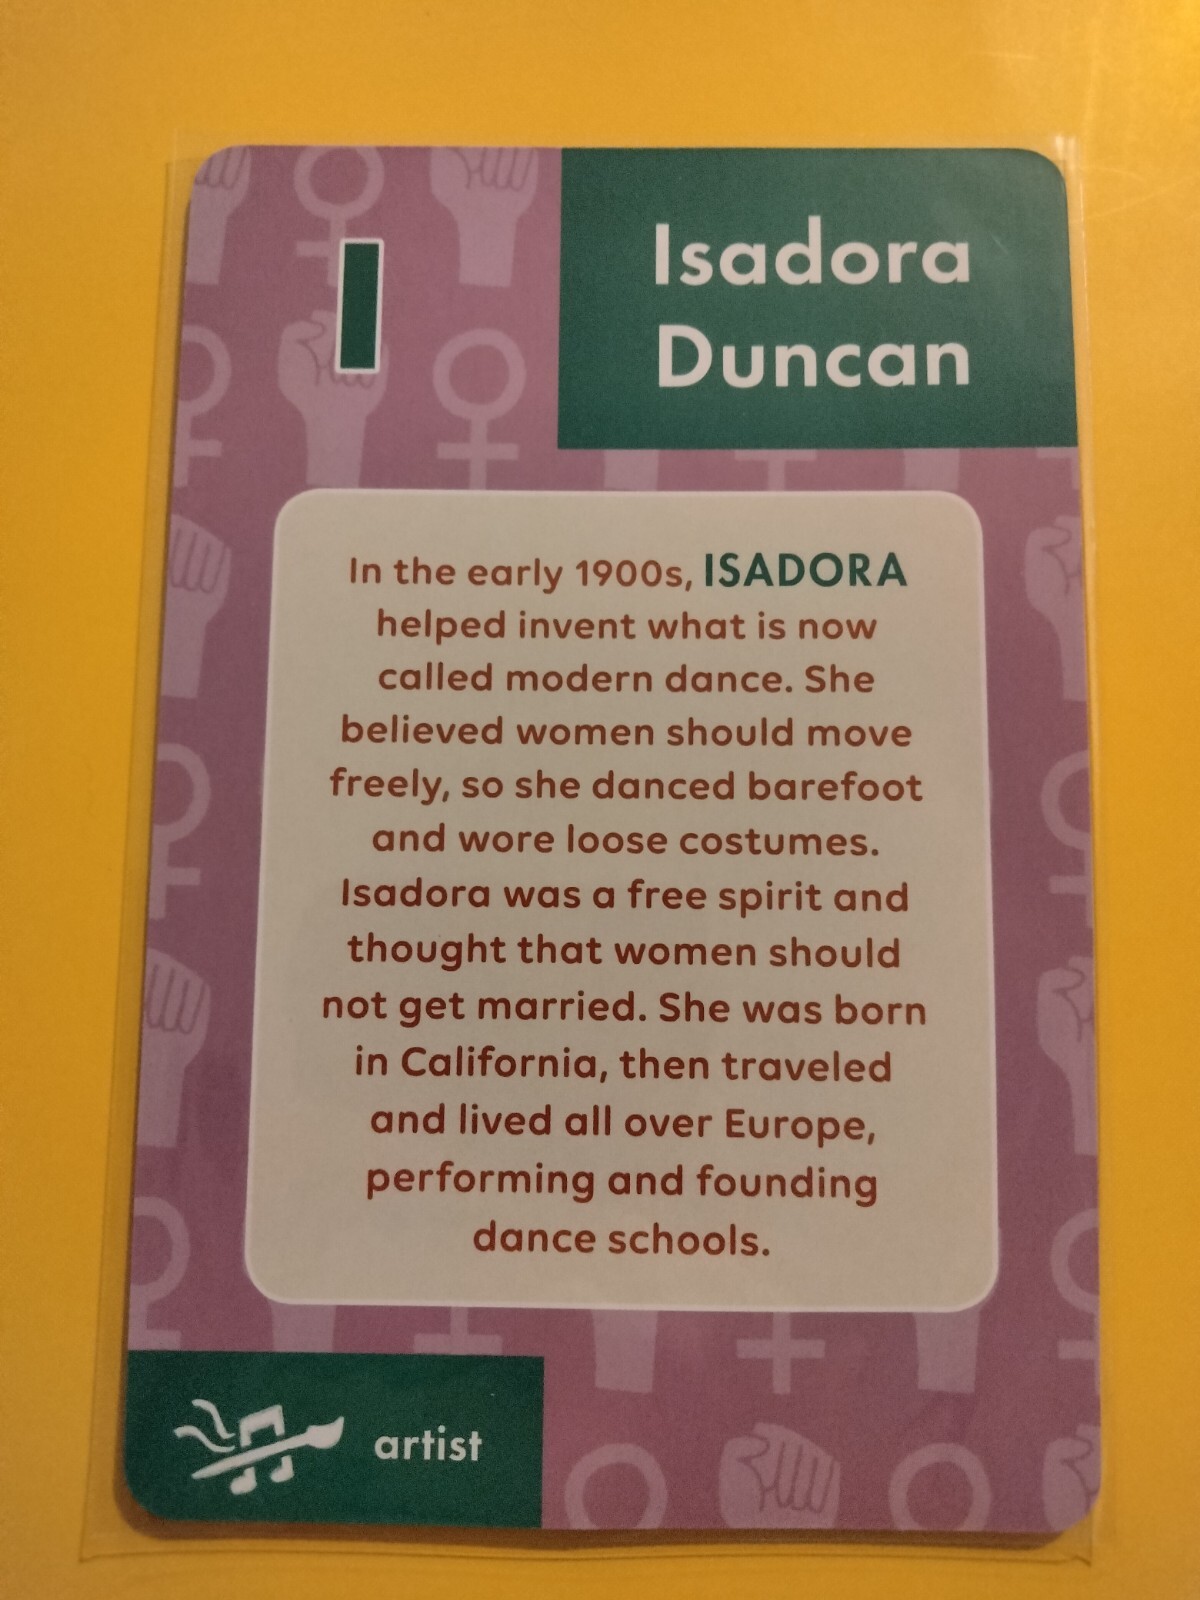 I
Isadora
Duncan
In the early 1900s, ISADORA
helped invent what is now
called modern dance. She
believed women should move
freely, so she danced barefoot
and wore loose costumes.
Isadora was a free spirit and
thought that women should
not get married. She was born
in California, then traveled
and lived all over Europe,
performing and founding
dance schools.
artist